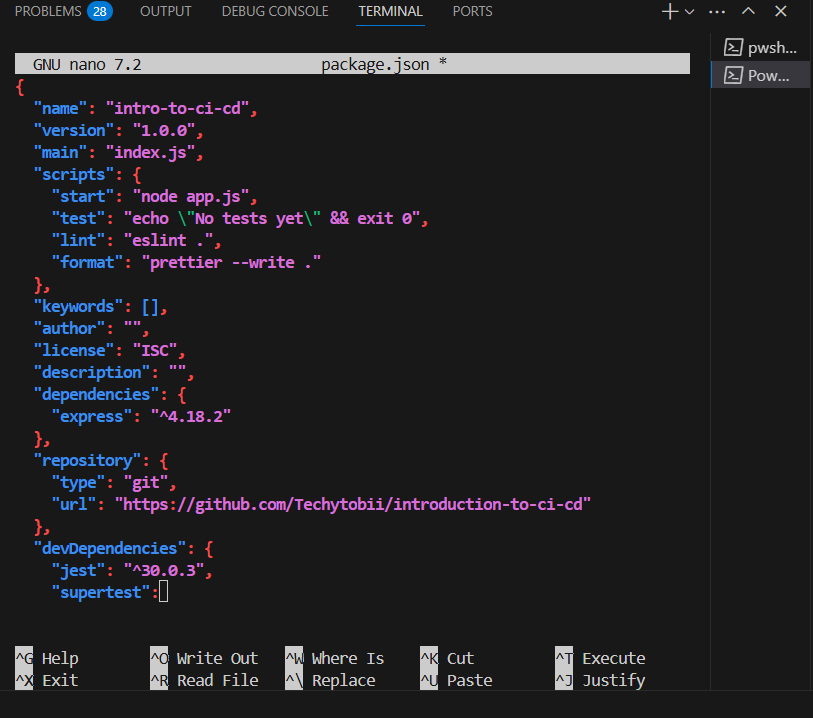 PROBLEMS 28 OUTPUT DEBUG CONSOLE TERMINAL PORTS
pwsh...
Pow...
GNU nano 7.2 package.json *
{
  "name": "intro-to-ci-cd",
  "version": "1.0.0",
  "main": "index.js",
  "scripts": {
    "start": "node app.js",
    "test": "echo \"No tests yet\" && exit 0",
    "lint": "eslint .",
    "format": "prettier --write ."
  },
  "keywords": [],
  "author": "",
  "license": "ISC",
  "description": "",
  "dependencies": {
    "express": "^4.18.2"
  },
  "repository": {
    "type": "git",
    "url": "https://github.com/Techytobii/introduction-to-ci-cd"
  },
  "devDependencies": {
    "jest": "^30.0.3",
    "supertest":
^G Help ^O Write Out ^W Where Is ^K Cut ^T Execute
^X Exit ^R Read File ^\ Replace ^U Paste ^J Justify